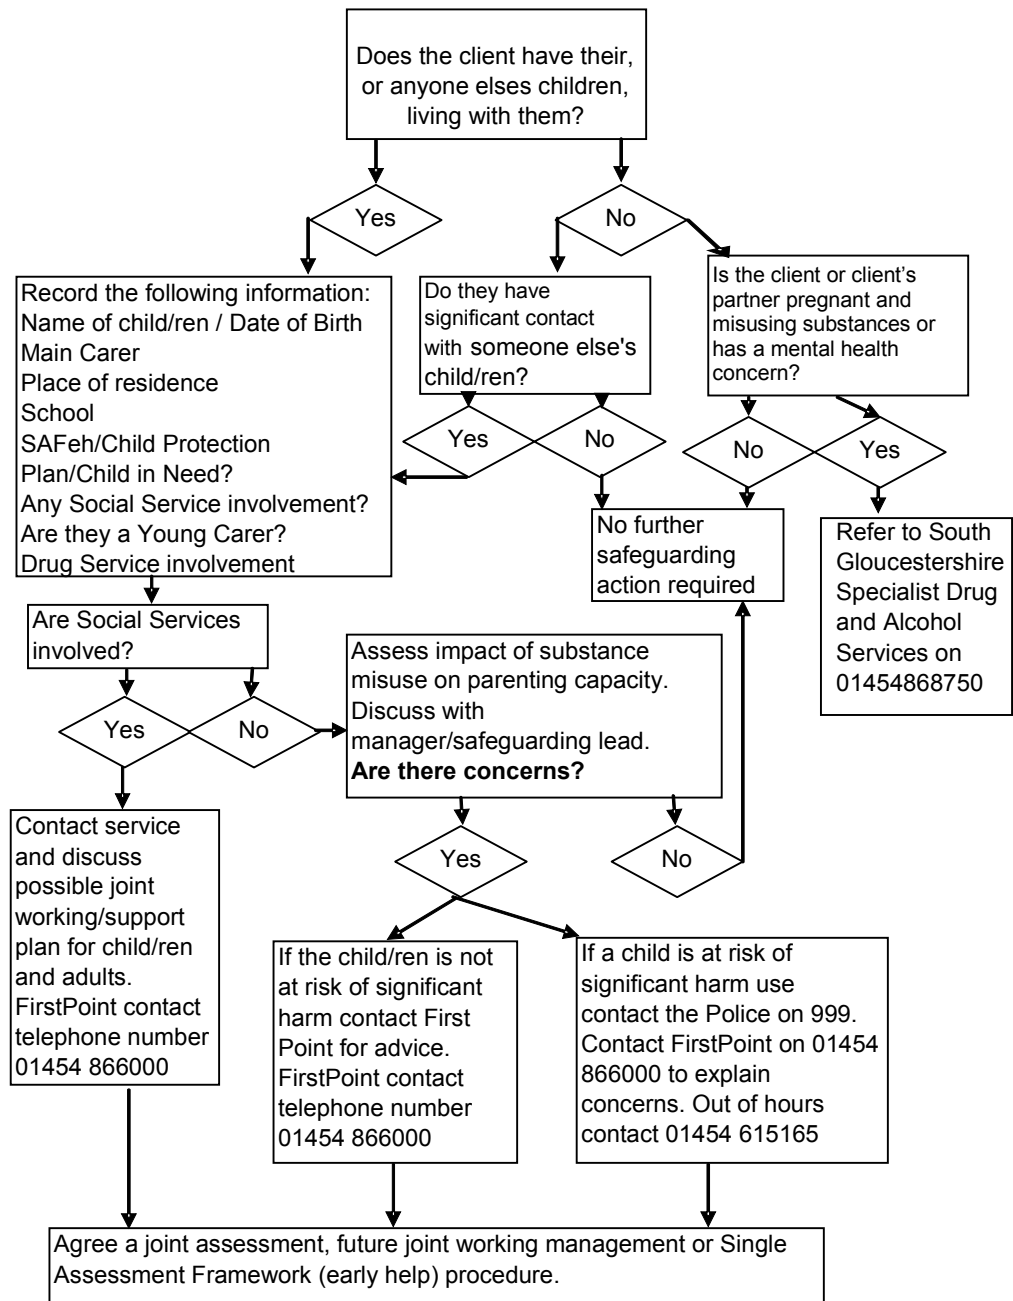 Does the client have their,
or anyone elses children,
living with them?
Yes
No
Record the following information:
Name of child/ren / Date of Birth
Main Carer
Place of residence
School
SAFeh/Child Protection
Plan/Child in Need?
Any Social Service involvement?
Are they a Young Carer?
Drug Service involvement
Do they have
significant contact
with someone else's
child/ren?
Is the client or client’s
partner pregnant and
misusing substances or
has a mental health
concern?
Yes
No
No
Yes
No further
safeguarding
action required
Refer to South
Gloucestershire
Specialist Drug
and Alcohol
Services on
01454868750
Are Social Services
involved?
Yes
No
Assess impact of substance
misuse on parenting capacity.
Discuss with
manager/safeguarding lead.
Are there concerns?
Yes
No
Contact service
and discuss
possible joint
working/support
plan for child/ren
and adults.
FirstPoint contact
telephone number
01454 866000
If the child/ren is not
at risk of significant
harm contact First
Point for advice.
FirstPoint contact
telephone number
01454 866000
If a child is at risk of
significant harm use
contact the Police on 999.
Contact FirstPoint on 01454
866000 to explain
concerns. Out of hours
contact 01454 615165
Agree a joint assessment, future joint working management or Single
Assessment Framework (early help) procedure.